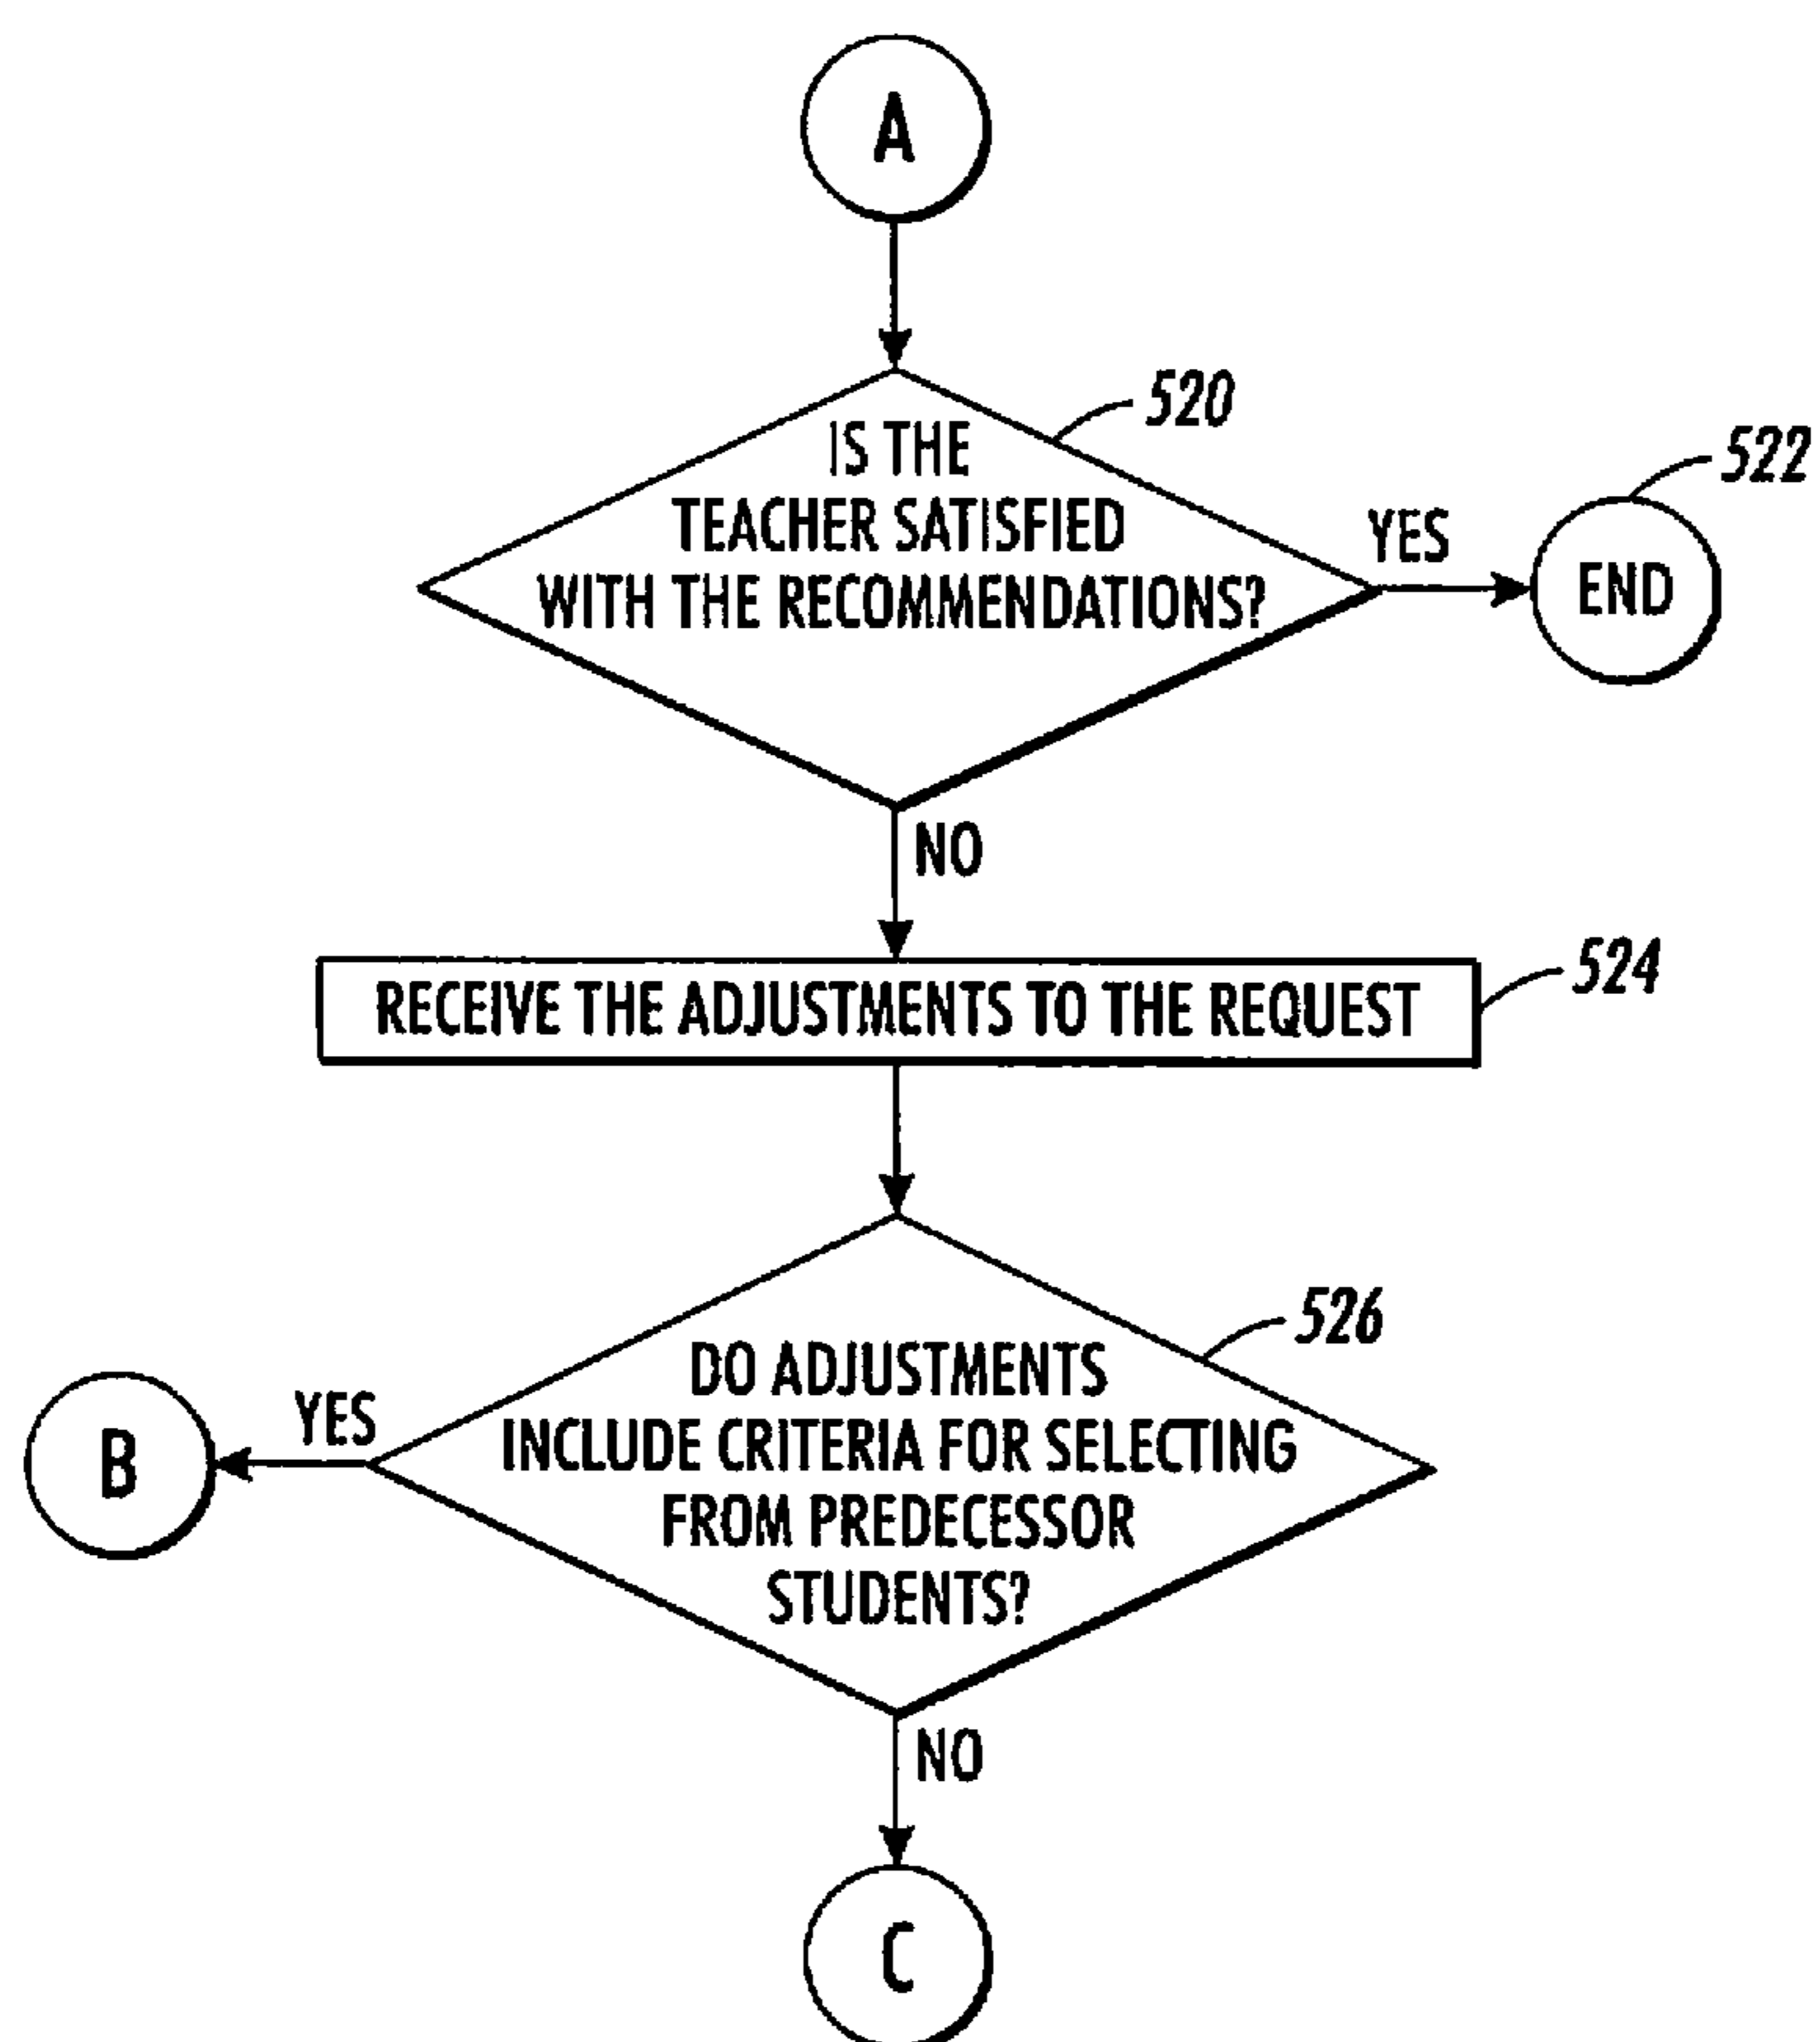 A
520
IS THE
TEACHER SATISFIED
WITH THE RECOMMENDATIONS?
YES
522
END
NO
RECEIVE THE ADJUSTMENTS TO THE REQUEST
524
526
DO ADJUSTMENTS
INCLUDE CRITERIA FOR SELECTING
FROM PREDECESSOR
STUDENTS?
YES
B
NO
C